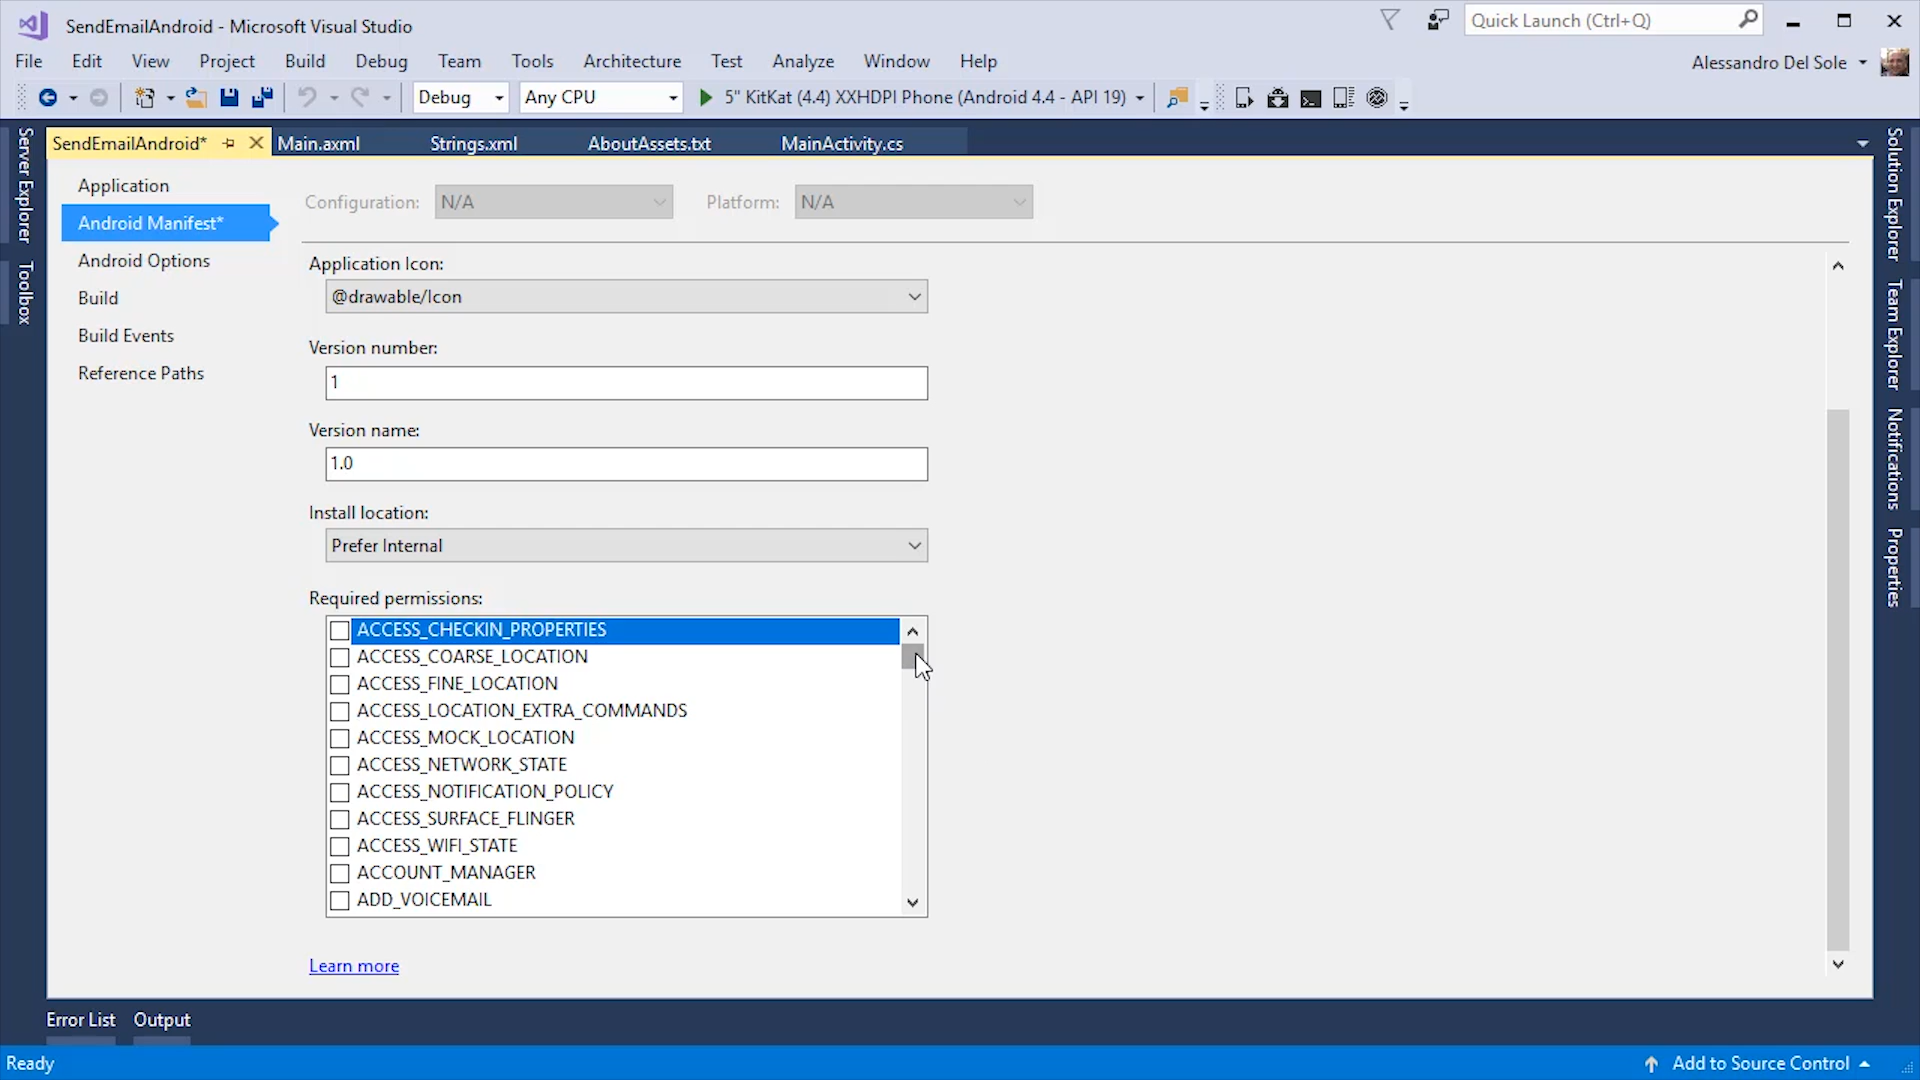 SendEmailAndroid - Microsoft Visual Studio
Quick Launch (Ctrl+Q)
File Edit View Project Build Debug Team Tools Architecture Test Analyze Window Help
Alessandro Del Sole
Debug Any CPU 5" KitKat (4.4) XXHDPI Phone (Android 4.4 - API 19)
SendEmailAndroid* Main.axml Strings.xml AboutAssets.txt MainActivity.cs
Server Explorer
Toolbox
Application
Android Manifest*
Android Options
Build
Build Events
Reference Paths
Configuration: N/A Platform: N/A
Application Icon:
@drawable/Icon
Version number:
1
Version name:
1.0
Install location:
Prefer Internal
Required permissions:
ACCESS_CHECKIN_PROPERTIES
ACCESS_COARSE_LOCATION
ACCESS_FINE_LOCATION
ACCESS_LOCATION_EXTRA_COMMANDS
ACCESS_MOCK_LOCATION
ACCESS_NETWORK_STATE
ACCESS_NOTIFICATION_POLICY
ACCESS_SURFACE_FLINGER
ACCESS_WIFI_STATE
ACCOUNT_MANAGER
ADD_VOICEMAIL
Learn more
Solution Explorer
Team Explorer
Notifications
Properties
Error List Output
Ready
Add to Source Control